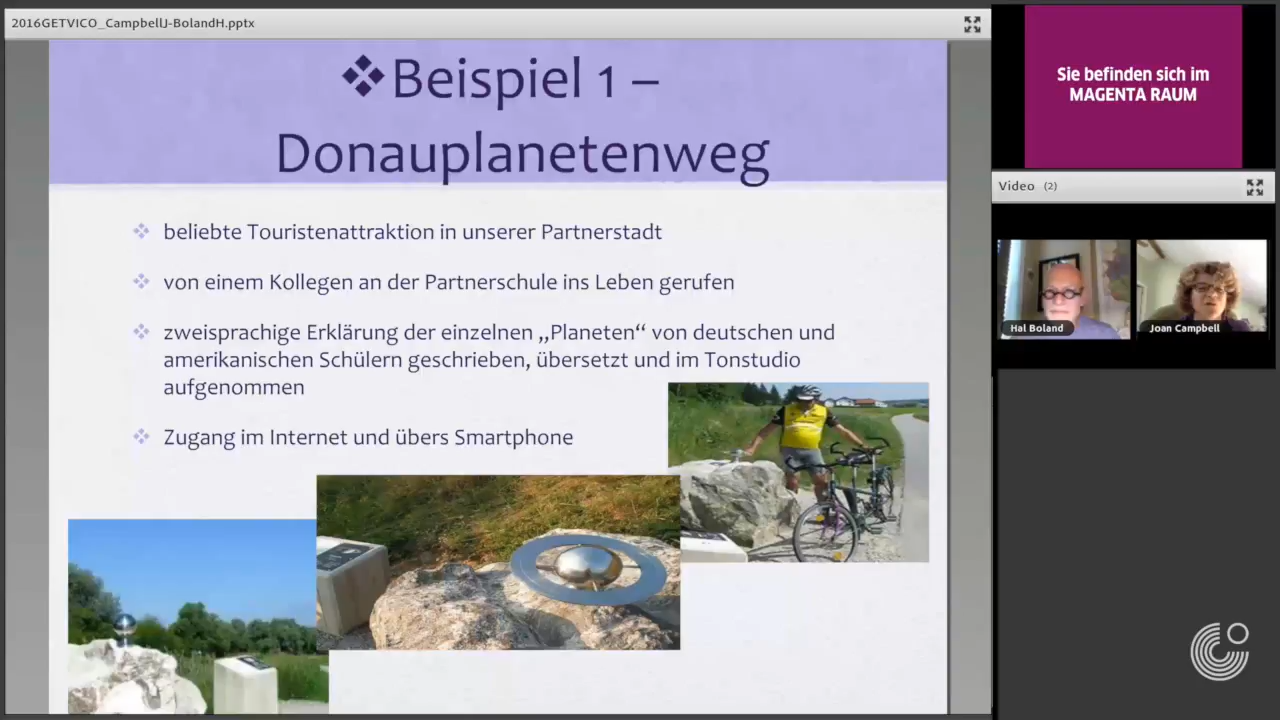 2016GETVICO_CampbellJ-BolandH.pptx
Beispiel 1 –
Donauplanetenweg
beliebte Touristenattraktion in unserer Partnerstadt
von einem Kollegen an der Partnerschule ins Leben gerufen
zweisprachige Erklärung der einzelnen „Planeten“ von deutschen und
amerikanischen Schülern geschrieben, übersetzt und im Tonstudio
aufgenommen
Zugang im Internet und übers Smartphone
Sie befinden sich im
MAGENTA RAUM
Video (2)
Hal Boland
Joan Campbell